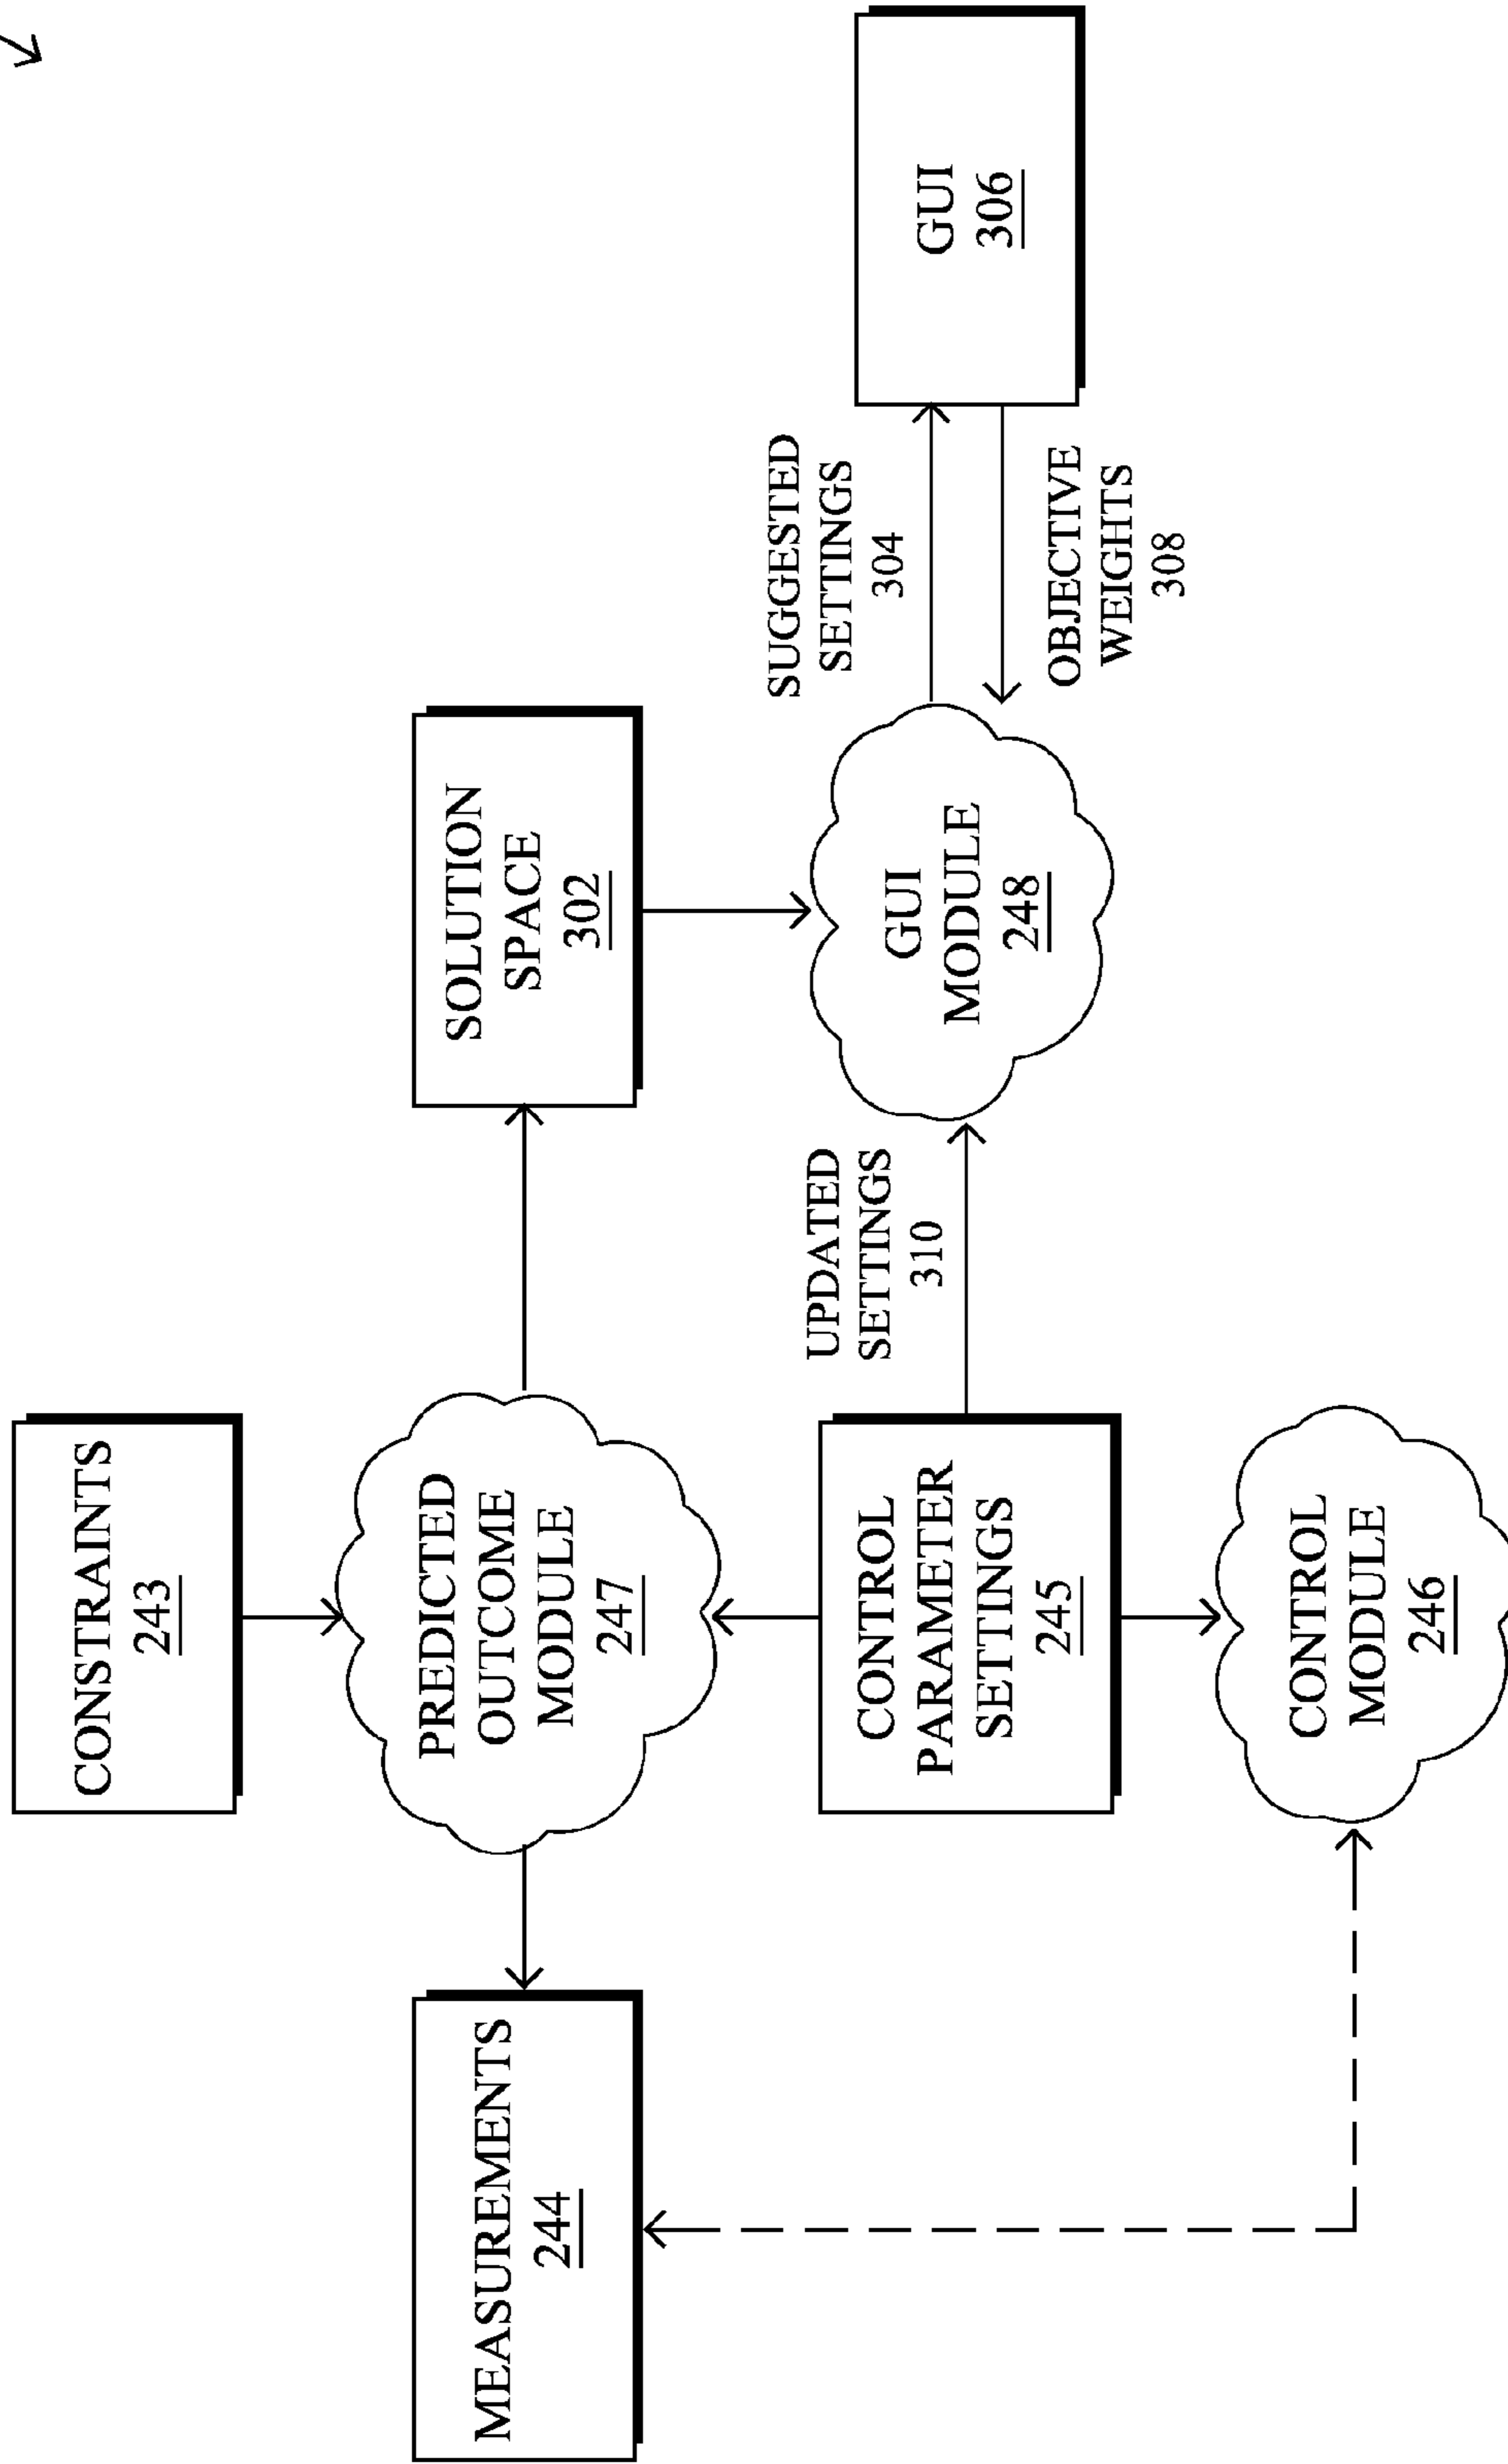 CONSTRAINTS
243
MEASUREMENTS
244
PREDICTED
OUTCOME
MODULE
247
SOLUTION
SPACE
302
CONTROL
PARAMETER
SETTINGS
245
UPDATED
SETTINGS
310
GUI
MODULE
248
SUGGESTED
SETTINGS
304
OBJECTIVE
WEIGHTS
308
GUI
306
CONTROL
MODULE
246